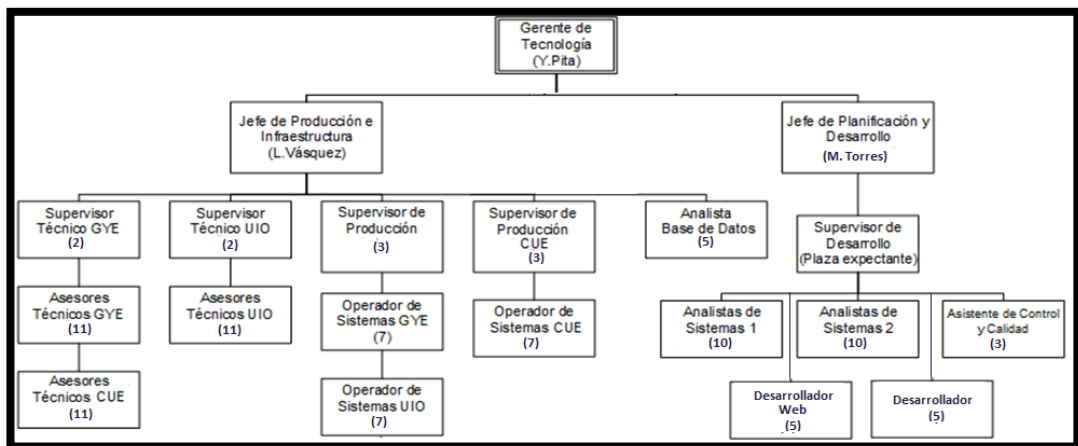 Gerente de
Tecnología
(Y.Pita)
Jefe de Producción e
Infraestructura
(L.Vásquez)
Jefe de Planificación y
Desarrollo
(M. Torres)
Supervisor
Técnico GYE
(2)
Supervisor
Técnico UIO
(2)
Supervisor de
Producción
(3)
Supervisor de
Producción
CUE
(3)
Analista
Base de Datos
(5)
Supervisor de
Desarrollo
(Plaza expectante)
Asesores
Técnicos GYE
(11)
Asesores
Técnicos UIO
(11)
Operador de
Sistemas GYE
(7)
Operador de
Sistemas CUE
(7)
Analistas de
Sistemas 1
(10)
Analistas de
Sistemas 2
(10)
Asistente de Control
y Calidad
(3)
Asesores
Técnicos CUE
(11)
Operador de
Sistemas UIO
(7)
Desarrollador
Web
(5)
Desarrollador
(5)